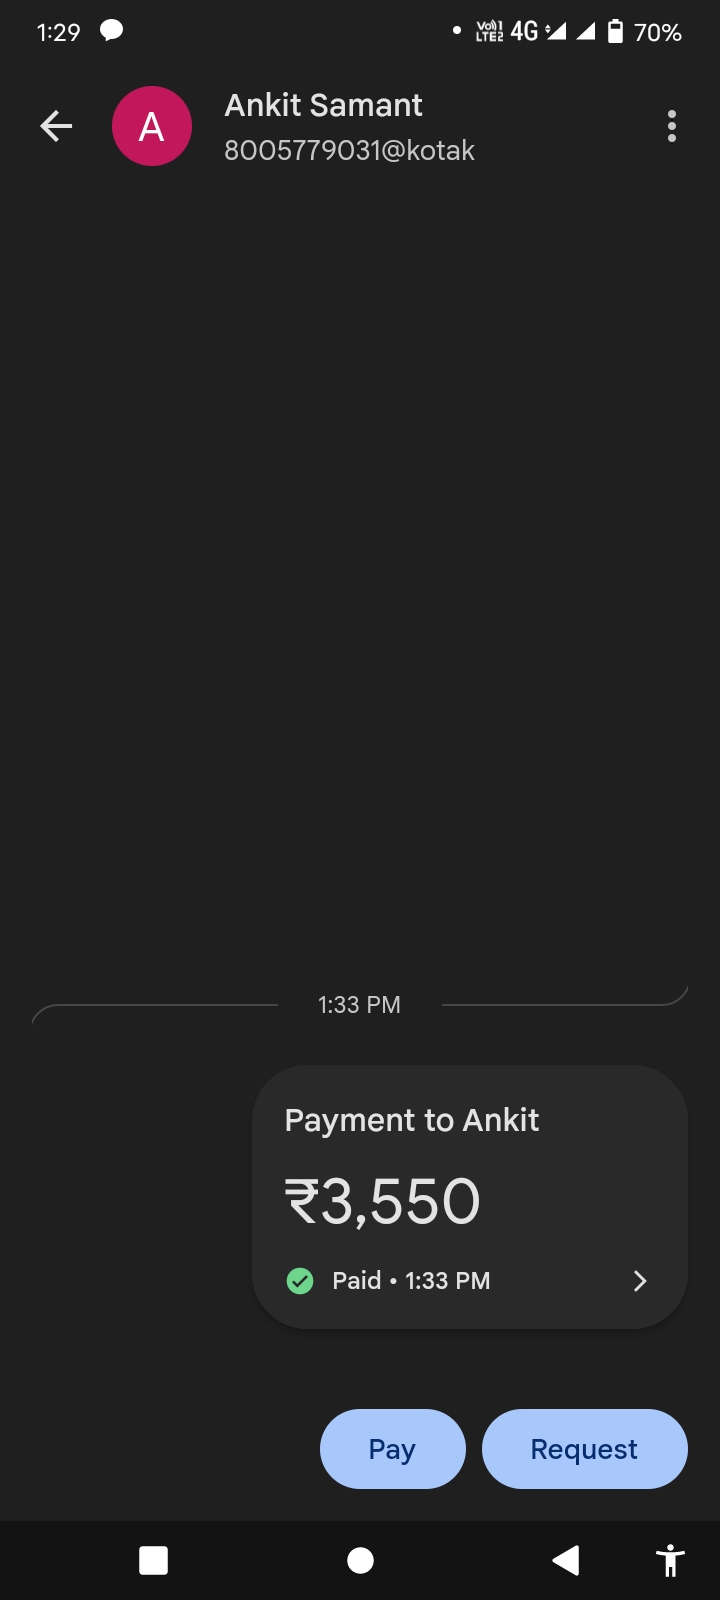 1:29 Vo)) 1 LTE2 4G 70%
A
Ankit Samant
8005779031@kotak
1:33 PM
Payment to Ankit
₹3,550
Paid • 1:33 PM
Pay Request